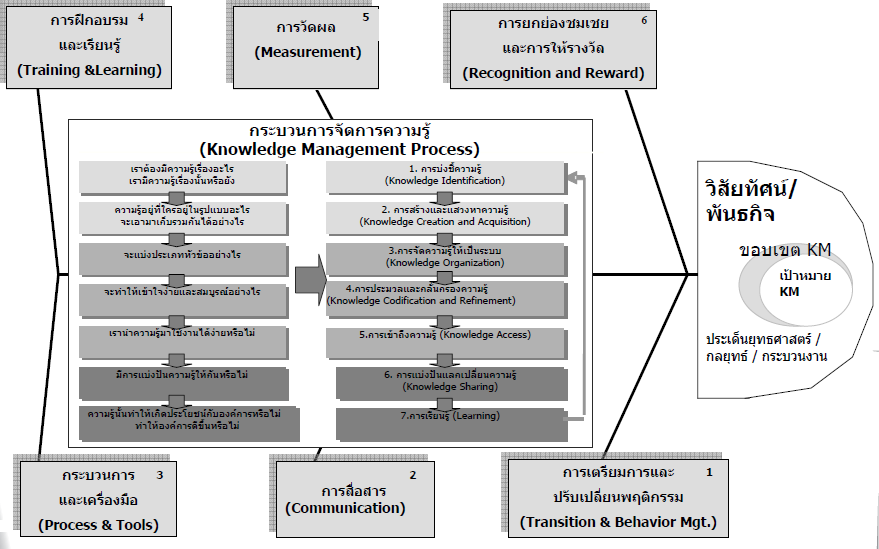 การฝึกอบรม 4
และเรียนรู้
(Training &Learning)
การวัดผล 5
(Measurement)
การยกย่องชมเชย 6
และการให้รางวัล
(Recognition and Reward)
กระบวนการจัดการความรู้
(Knowledge Management Process)
เราต้องมีความรู้เรื่องอะไร
เรามีความรู้เรื่องนั้นหรือยัง
ความรู้อยู่ที่ใครอยู่ในรูปแบบอะไร
จะเอามาเก็บรวมกันได้อย่างไร
จะแบ่งประเภทหัวข้ออย่างไร
จะทำให้เข้าใจง่ายและสมบูรณ์อย่างไร
เรานำความรู้มาใช้งานได้ง่ายหรือไม่
มีการแบ่งปันความรู้ให้กันหรือไม่
ความรู้นั้นทำให้เกิดประโยชน์กับองค์การหรือไม่
ทำให้องค์การดีขึ้นหรือไม่
1. การบ่งชี้ความรู้
(Knowledge Identification)
2. การสร้างและแสวงหาความรู้
(Knowledge Creation and Acquisition)
3.การจัดความรู้ให้เป็นระบบ
(Knowledge Organization)
4.การประมวลและกลั่นกรองความรู้
(Knowledge Codification and Refinement)
5.การเข้าถึงความรู้ (Knowledge Access)
6. การแบ่งปันแลกเปลี่ยนความรู้
(Knowledge Sharing)
7.การเรียนรู้ (Learning)
วิสัยทัศน์/
พันธกิจ
ขอบเขต KM
เป้าหมาย
KM
ประเด็นยุทธศาสตร์ /
กลยุทธ์ / กระบวนงาน
กระบวนการ 3
และเครื่องมือ
(Process & Tools)
การสื่อสาร 2
(Communication)
การเตรียมการและ 1
ปรับเปลี่ยนพฤติกรรม
(Transition & Behavior Mgt.)